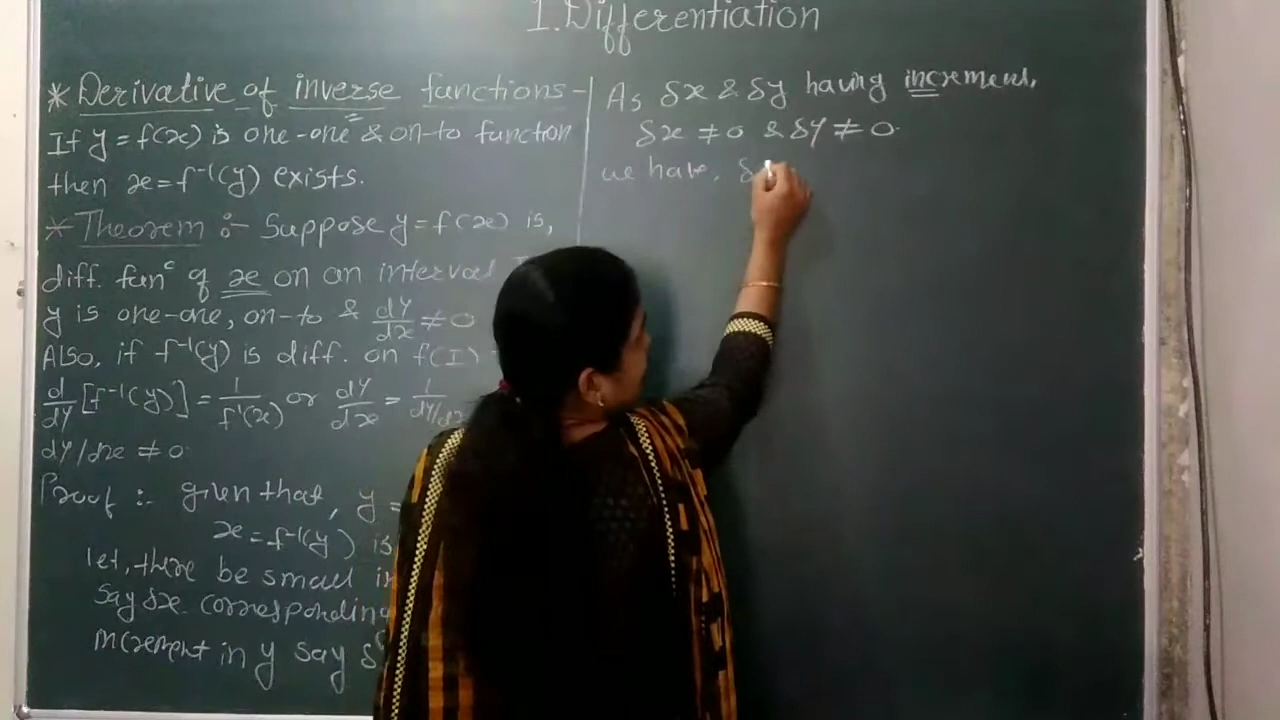 1. Differentiation
* Derivative of inverse functions -
If y = f(x) is one-one & on-to function
then x = f⁻¹(y) exists.
* Theorem :- Suppose y = f(x) is,
diff. funᶜ of x on an interval
y is one-one, on-to & dy/dx ≠ 0
Also, if f⁻¹(y) is diff. on f(I)
d/dy [f⁻¹(y)] = 1/f'(x) or dy/dx = 1/dy/dx
dy/dx ≠ 0
Proof :- given that, y =
x = f⁻¹(y) is
let, there be small in
say δx. corresponding
increment in y say δ
As δx & δy having increment,
δx ≠ 0 & δy ≠ 0.
we have, δ